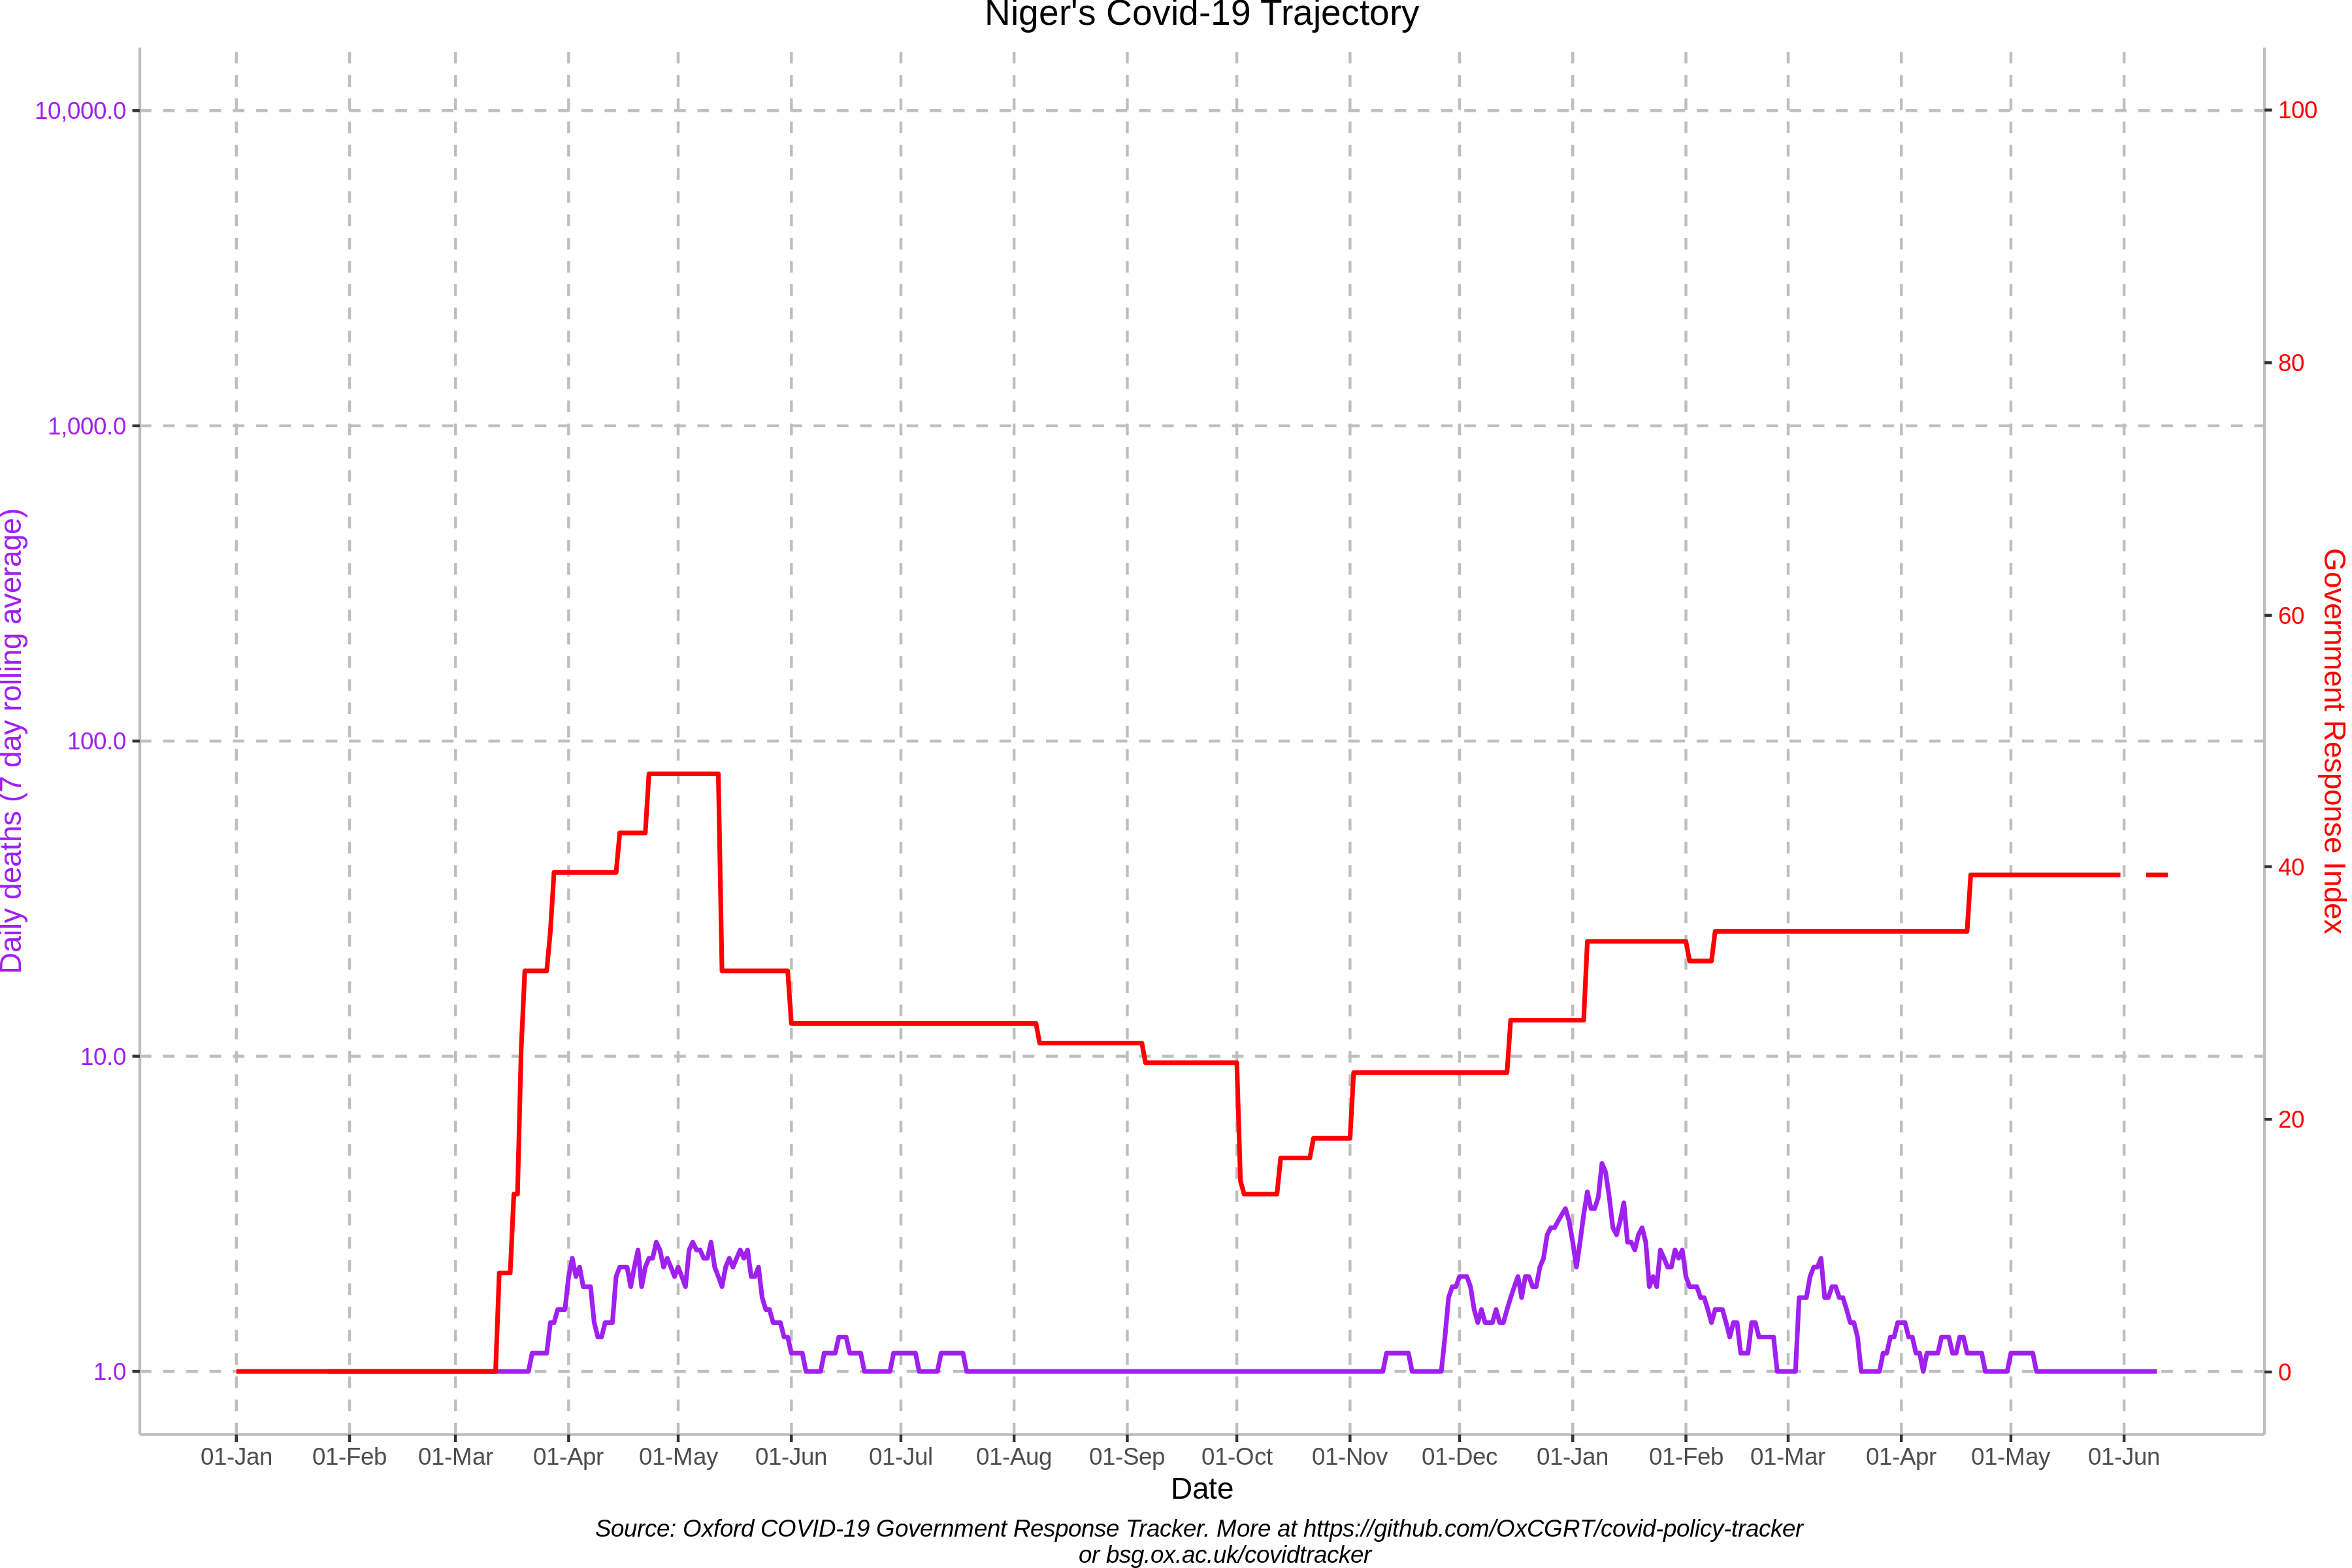 Niger's Covid-19 Trajectory
10,000.0
1,000.0
100.0
10.0
1.0
Daily deaths (7 day rolling average)
100
80
60
40
20
0
Government Response Index
01-Jan 01-Feb 01-Mar 01-Apr 01-May 01-Jun 01-Jul 01-Aug 01-Sep 01-Oct 01-Nov 01-Dec 01-Jan 01-Feb 01-Mar 01-Apr 01-May 01-Jun
Date
Source: Oxford COVID-19 Government Response Tracker. More at https://github.com/OxCGRT/covid-policy-tracker
or bsg.ox.ac.uk/covidtracker